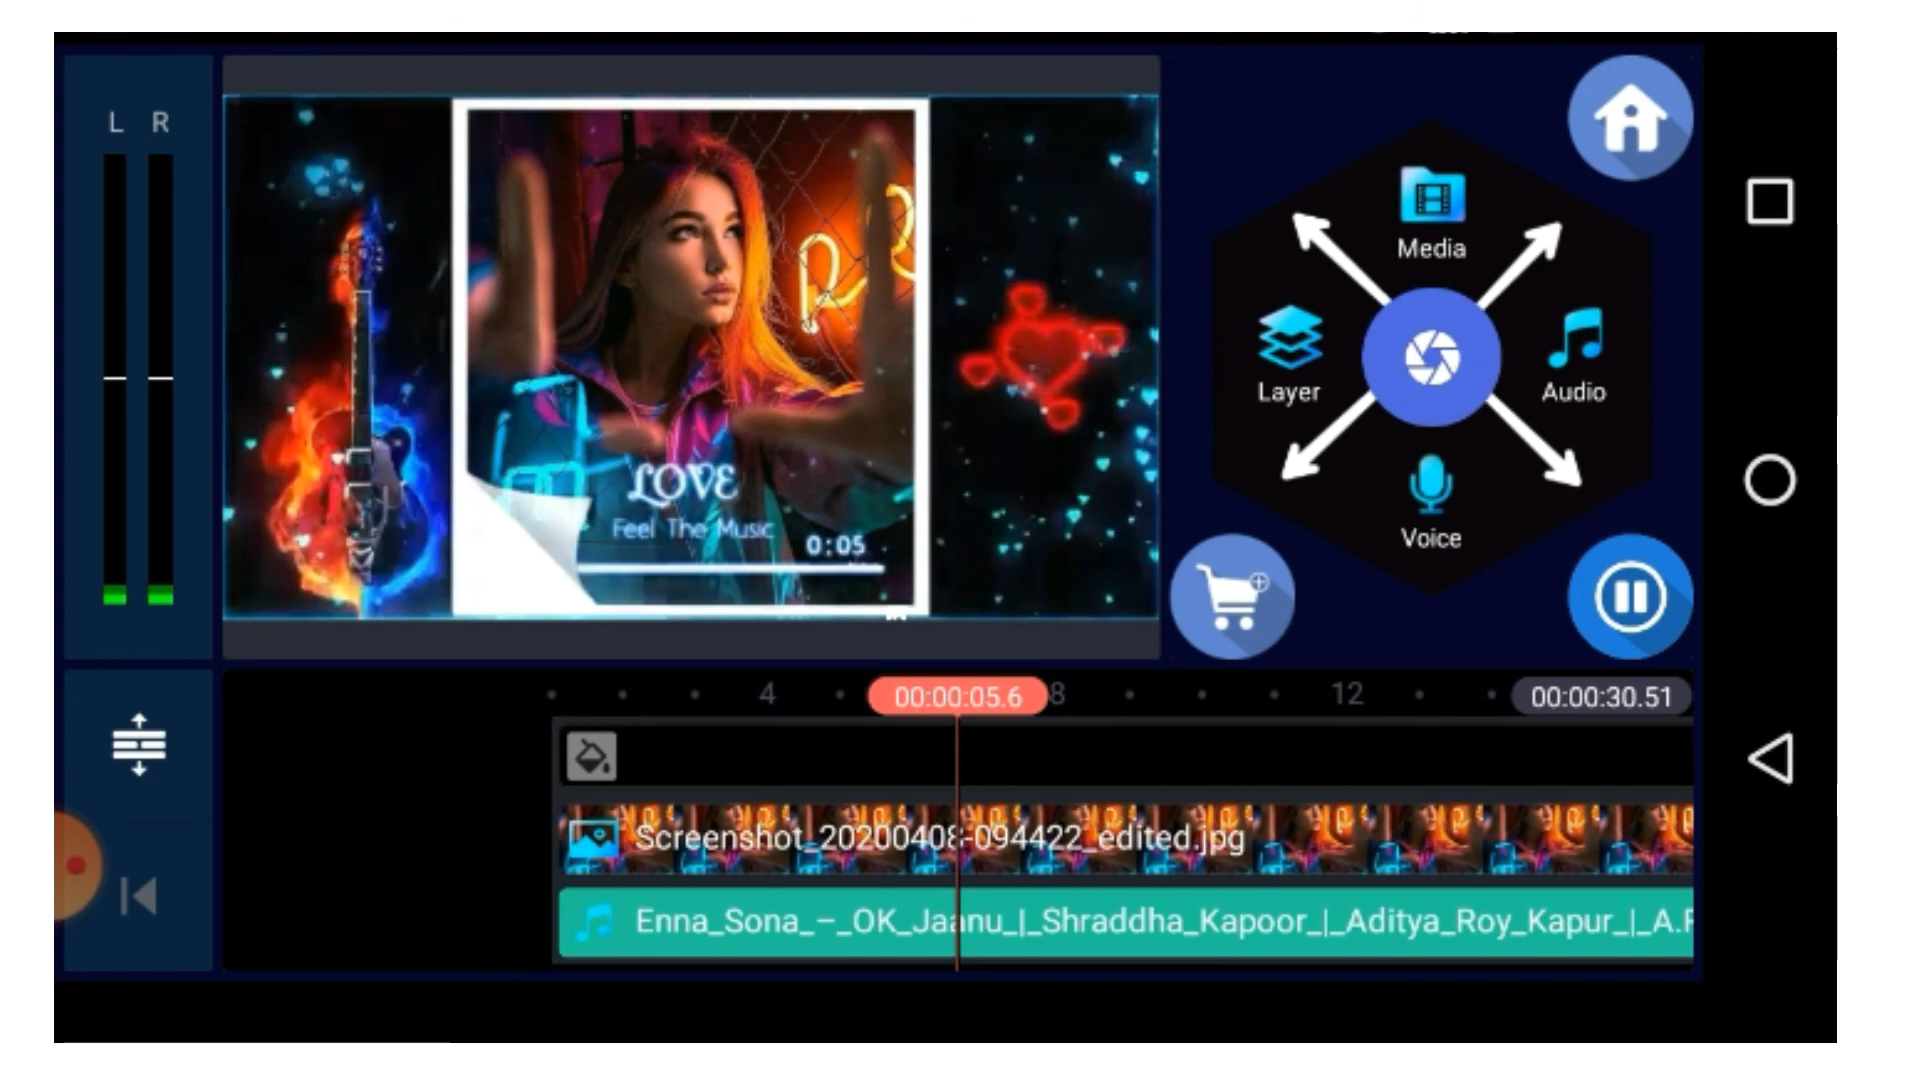 L R
Media
Layer
Audio
Voice
LOVE
Feel The Music
0:05
4
00:00:05.6
8
12
00:00:30.51
Screenshot_20200408-094422_edited.jpg
Enna_Sona_–_OK_Jaanu_|_Shraddha_Kapoor_|_Aditya_Roy_Kapur_|_A.R